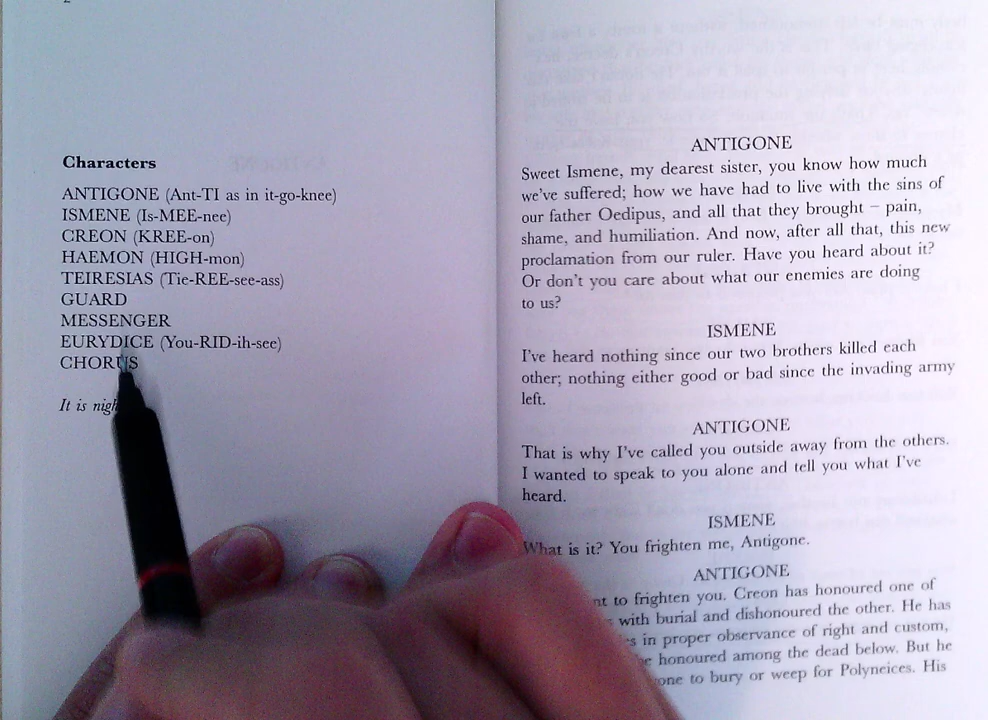 Characters
ANTIGONE (Ant-TI as in it-go-knee)
ISMENE (Is-MEE-nee)
CREON (KREE-on)
HAEMON (HIGH-mon)
TEIRESIAS (Tie-REE-see-ass)
GUARD
MESSENGER
EURYDICE (You-RID-ih-see)
CHORUS
It is
ANTIGONE
Sweet Ismene, my dearest sister, you know how much
we've suffered; how we have had to live with the sins of
our father Oedipus, and all that they brought – pain,
shame, and humiliation. And now, after all that, this new
proclamation from our ruler. Have you heard about it?
Or don't you care about what our enemies are doing
to us?
ISMENE
I've heard nothing since our two brothers killed each
other; nothing either good or bad since the invading army
left.
ANTIGONE
That is why I've called you outside away from the others.
I wanted to speak to you alone and tell you what I've
heard.
ISMENE
What is it? You frighten me, Antigone.
ANTIGONE
to frighten you. Creon has honoured one of
with burial and dishonoured the other. He has
in proper observance of right and custom,
honoured among the dead below. But he
to bury or weep for Polyneices. His